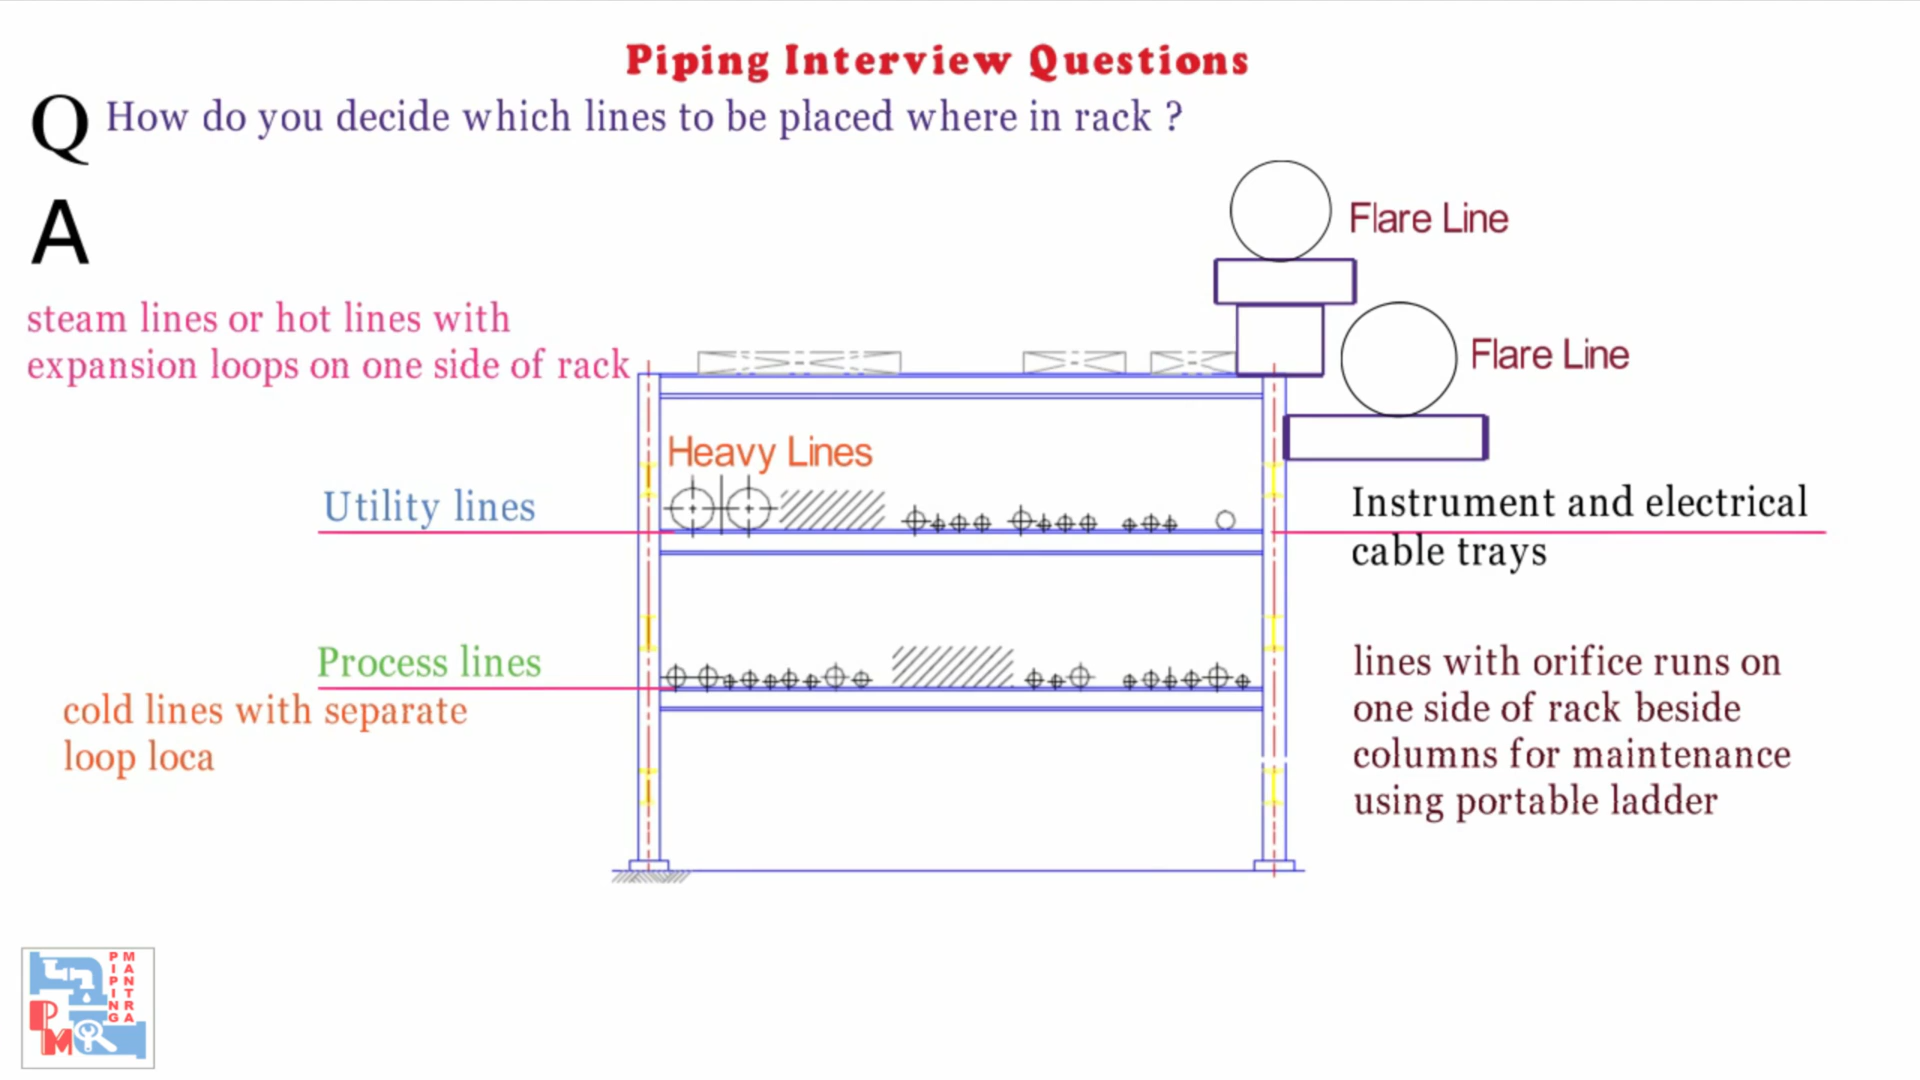 Piping Interview Questions
Q How do you decide which lines to be placed where in rack ?
A
Flare Line
steam lines or hot lines with
expansion loops on one side of rack
Flare Line
Heavy Lines
Utility lines
Instrument and electrical
cable trays
Process lines
cold lines with separate
loop loca
lines with orifice runs on
one side of rack beside
columns for maintenance
using portable ladder
PIPING
MANTRA
PM